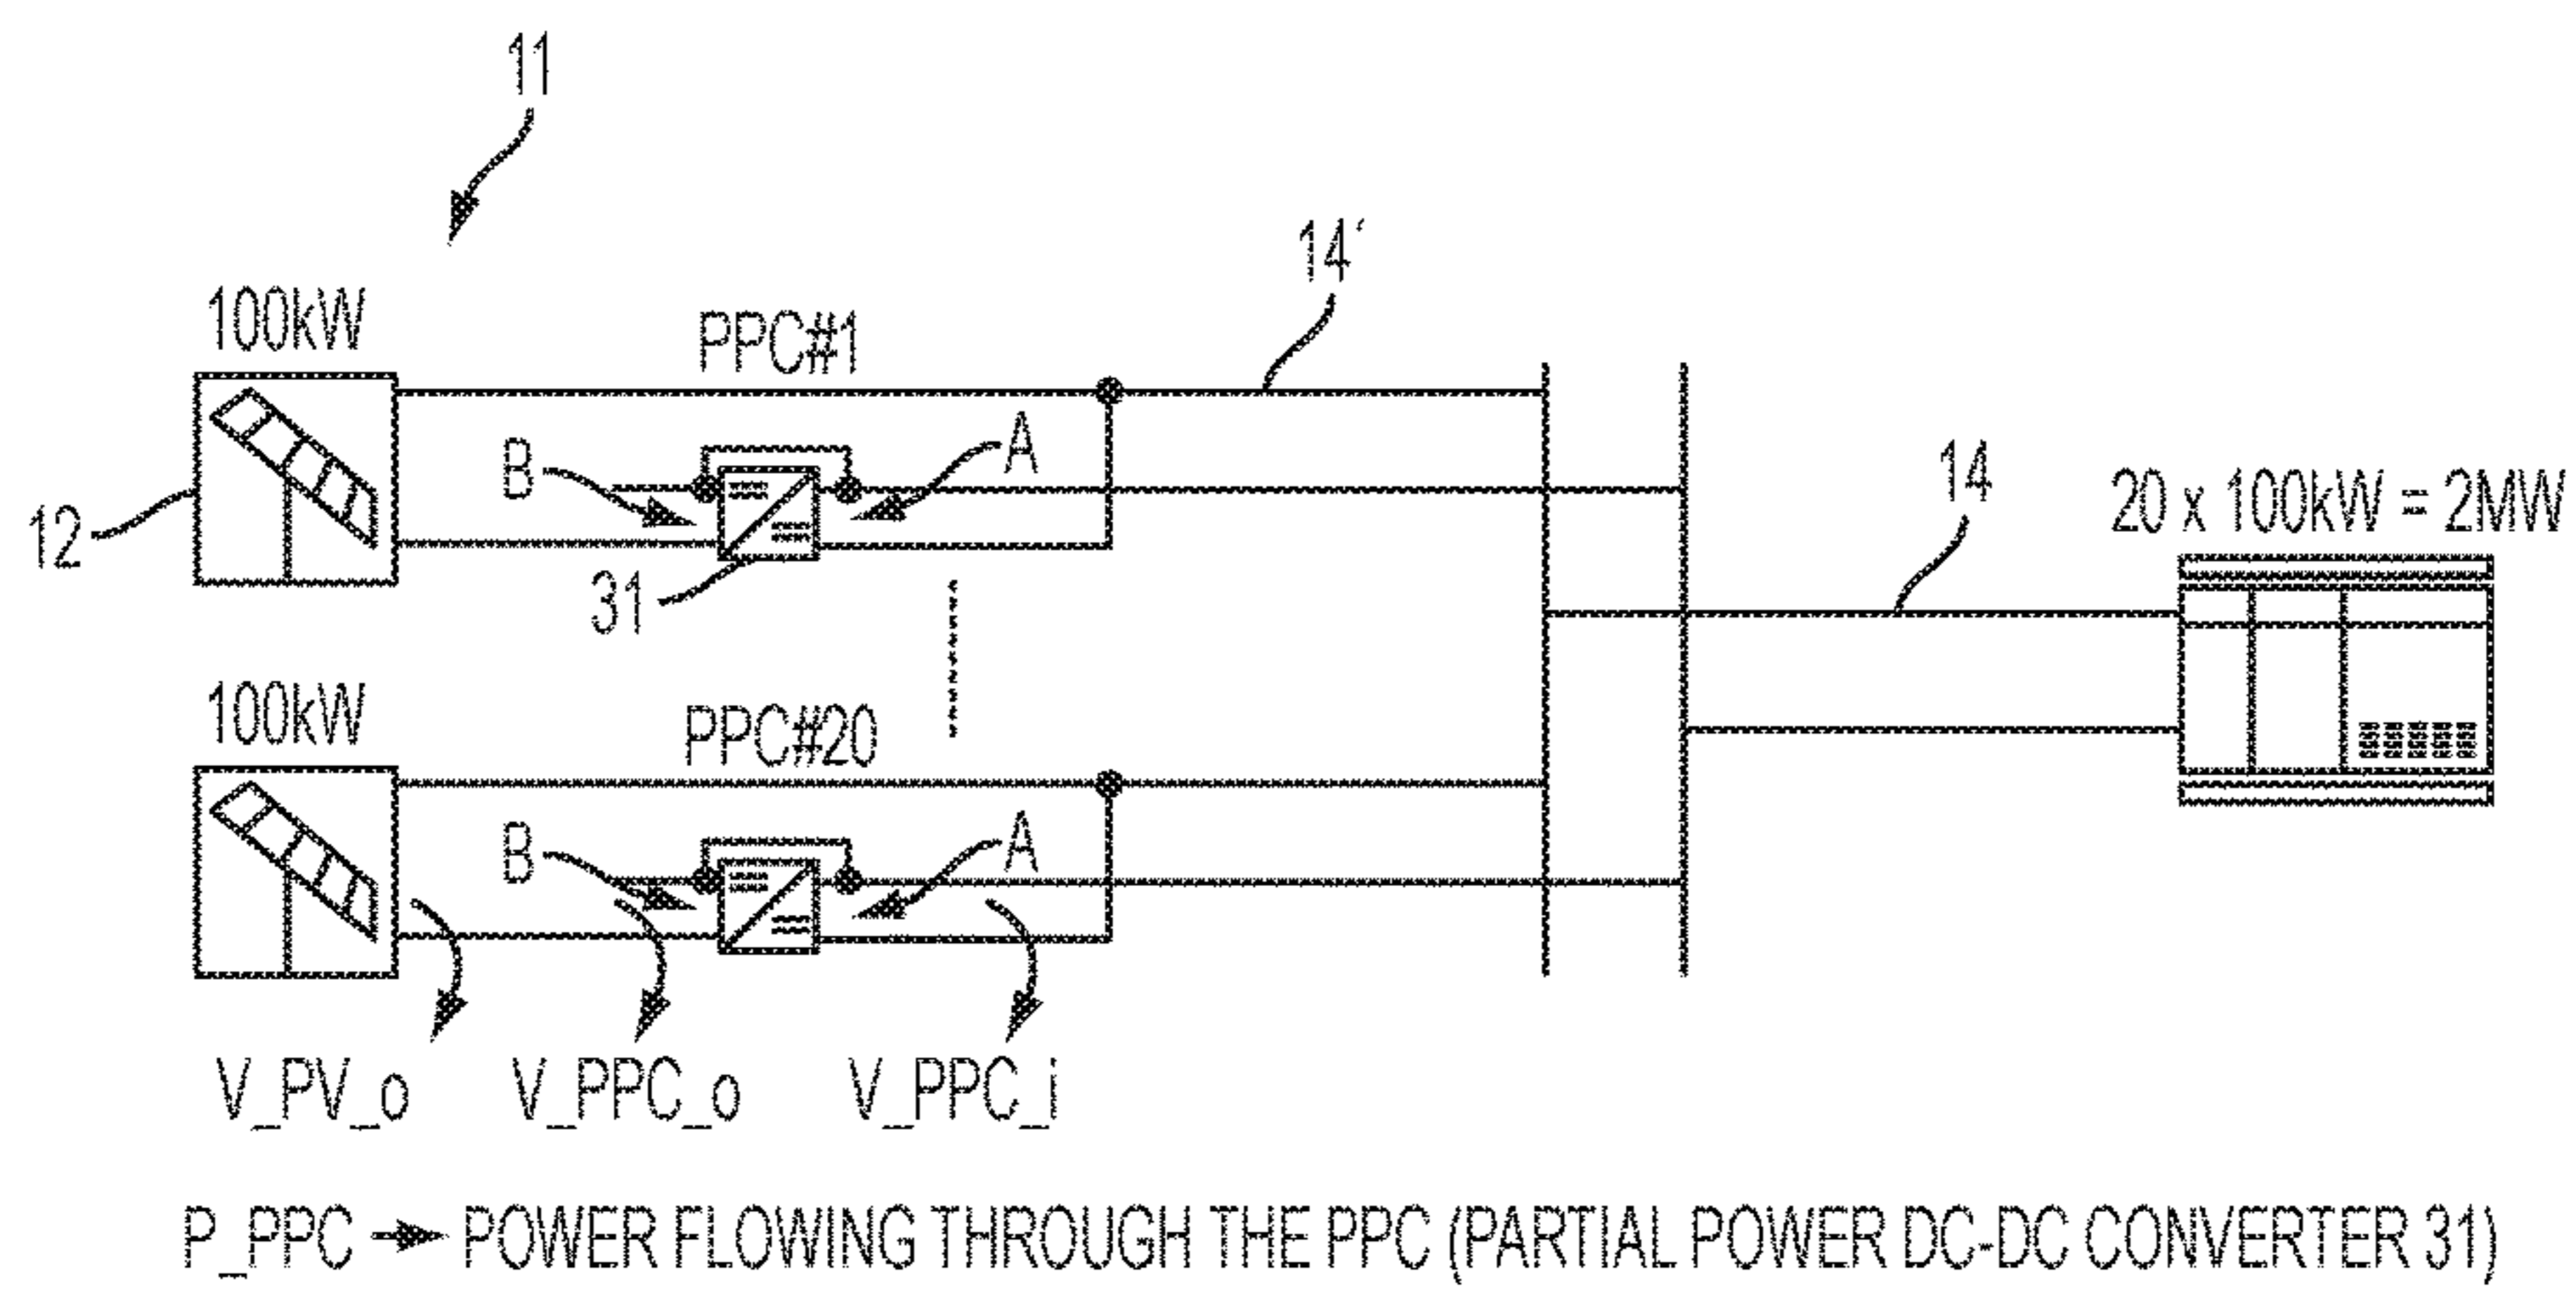 11
100kW
PPC#1
14'
B
A
12
31
14
20 x 100kW = 2MW
100kW
PPC#20
B
A
V_PV_o
V_PPC_o
V_PPC_i
P_PPC → POWER FLOWING THROUGH THE PPC (PARTIAL POWER DC-DC CONVERTER 31)